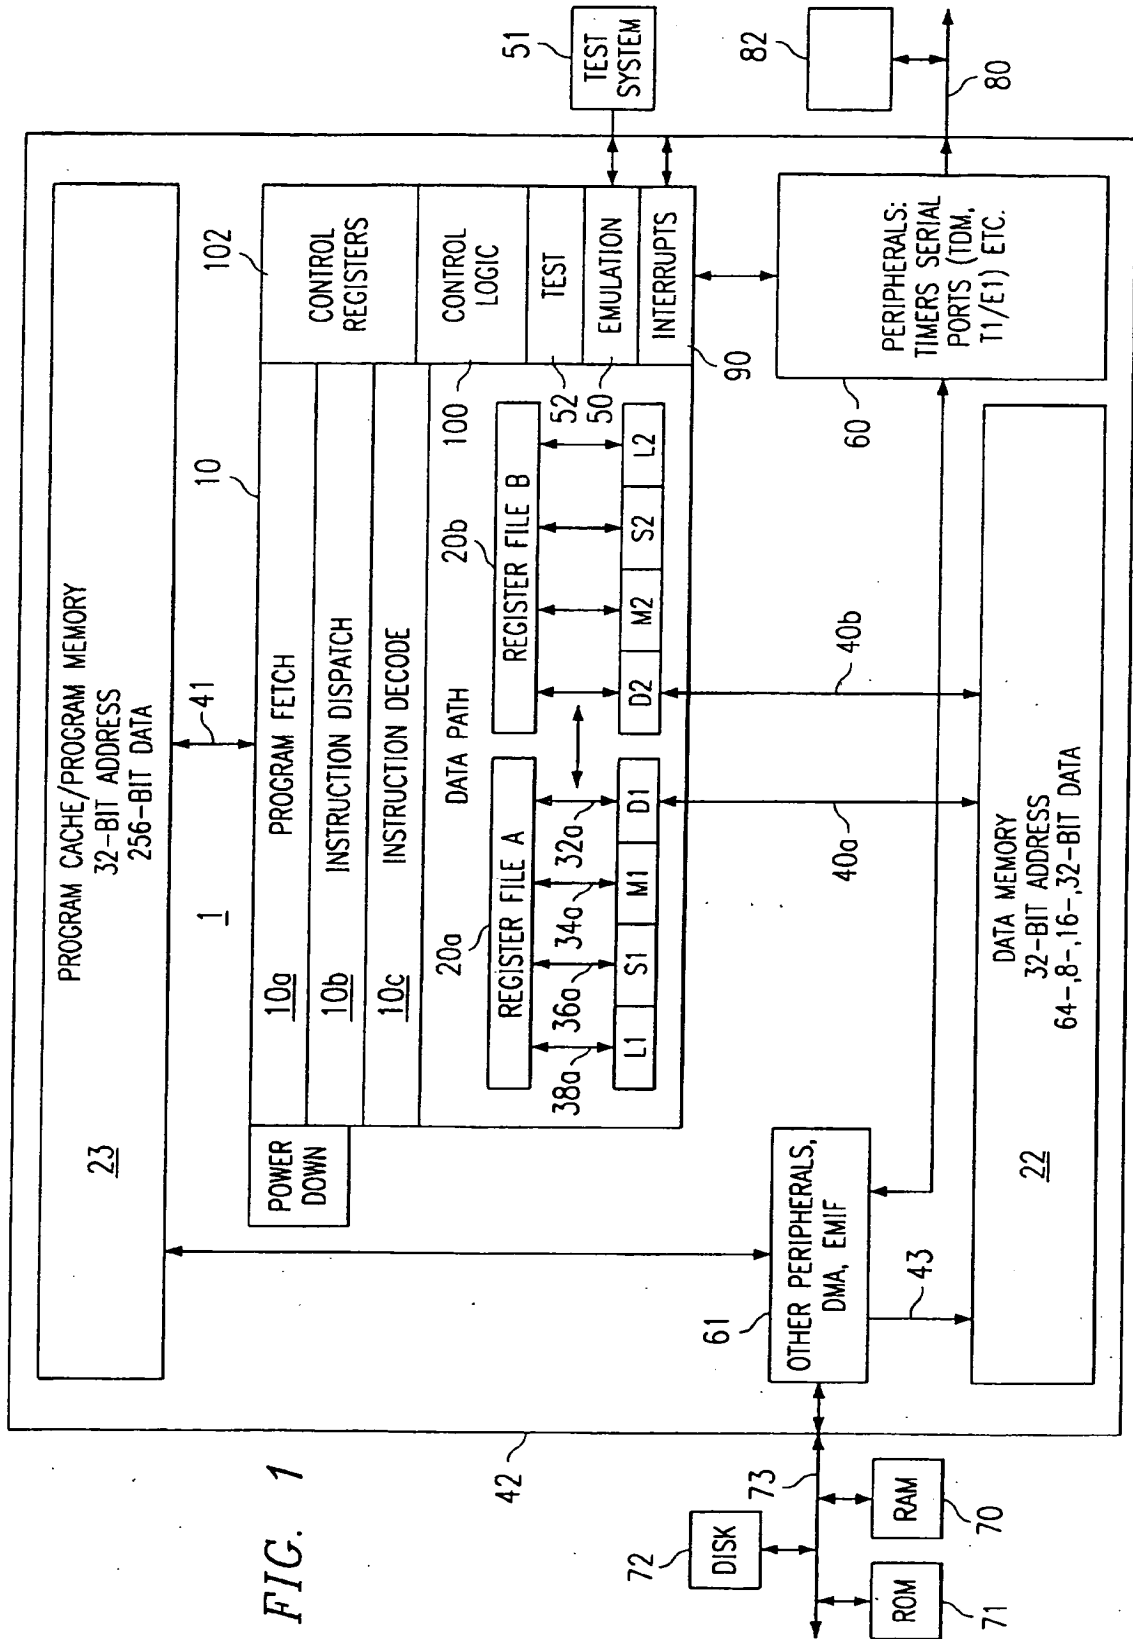 FIG. 1
PROGRAM CACHE/PROGRAM MEMORY
32-BIT ADDRESS
256-BIT DATA
23
41
1
10
102
POWER
DOWN
10a
PROGRAM FETCH
10b
INSTRUCTION DISPATCH
10c
INSTRUCTION DECODE
CONTROL
REGISTERS
CONTROL
LOGIC
TEST
EMULATION
INTERRUPTS
51
TEST
SYSTEM
DATA PATH
100
52
50
90
20a
REGISTER FILE A
20b
REGISTER FILE B
38a
36a
34a
32a
L1
S1
M1
D1
D2
M2
S2
L2
40a
40b
42
61
OTHER PERIPHERALS,
DMA, EMIF
43
60
PERIPHERALS:
TIMERS SERIAL
PORTS (TDM,
T1/E1) ETC.
82
80
72
DISK
73
ROM
71
RAM
70
22
DATA MEMORY
32-BIT ADDRESS
64-,8-,16-,32-BIT DATA